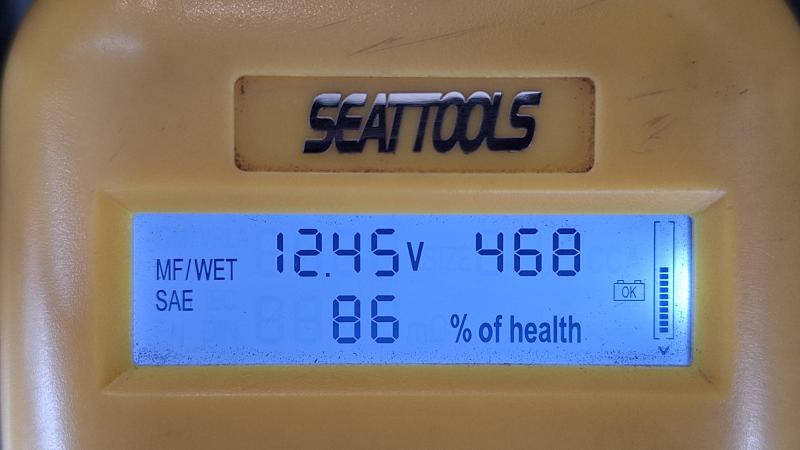 SEATTOOLS
MF/WET 12.45V 468
SAE 86 % of health
OK